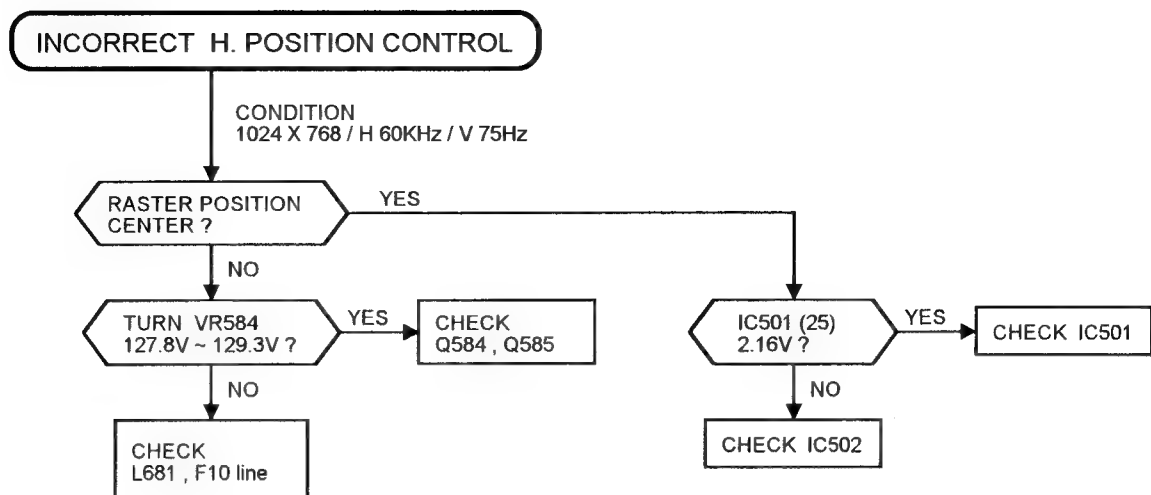 INCORRECT H. POSITION CONTROL
CONDITION
1024 X 768 / H 60KHz / V 75Hz
RASTER POSITION
CENTER ?
YES
NO
TURN VR584
127.8V ~ 129.3V ?
YES
CHECK
Q584 , Q585
IC501 (25)
2.16V ?
YES
CHECK IC501
NO
NO
CHECK
L681 , F10 line
CHECK IC502